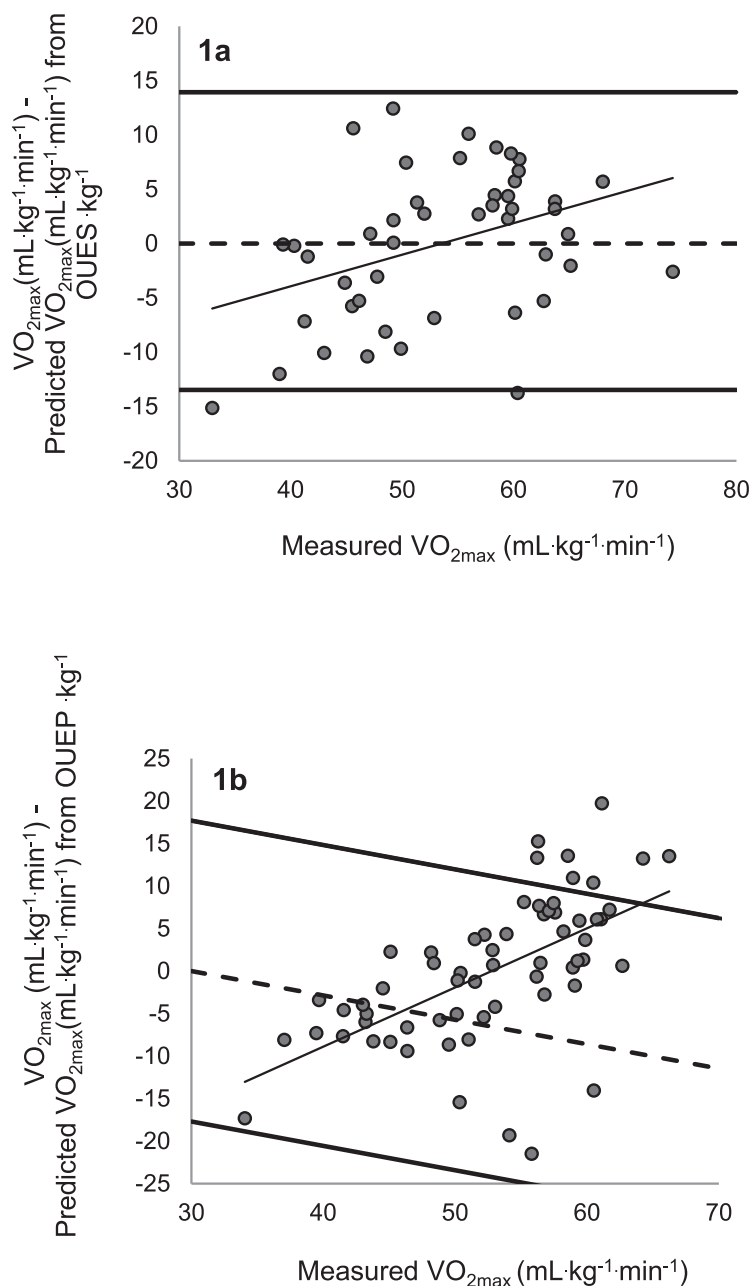 1a
VO2max(mL·kg-1·min-1) -
Predicted VO2max(mL·kg-1·min-1) from
OUES ·kg-1
20
15
10
5
0
-5
-10
-15
-20
30 40 50 60 70 80
Measured VO2max (mL·kg-1·min-1)
1b
VO2max (mL·kg-1·min-1) -
Predicted VO2max(mL·kg-1·min-1) from OUEP ·kg-1
25
20
15
10
5
0
-5
-10
-15
-20
-25
30 40 50 60 70
Measured VO2max (mL·kg-1·min-1)